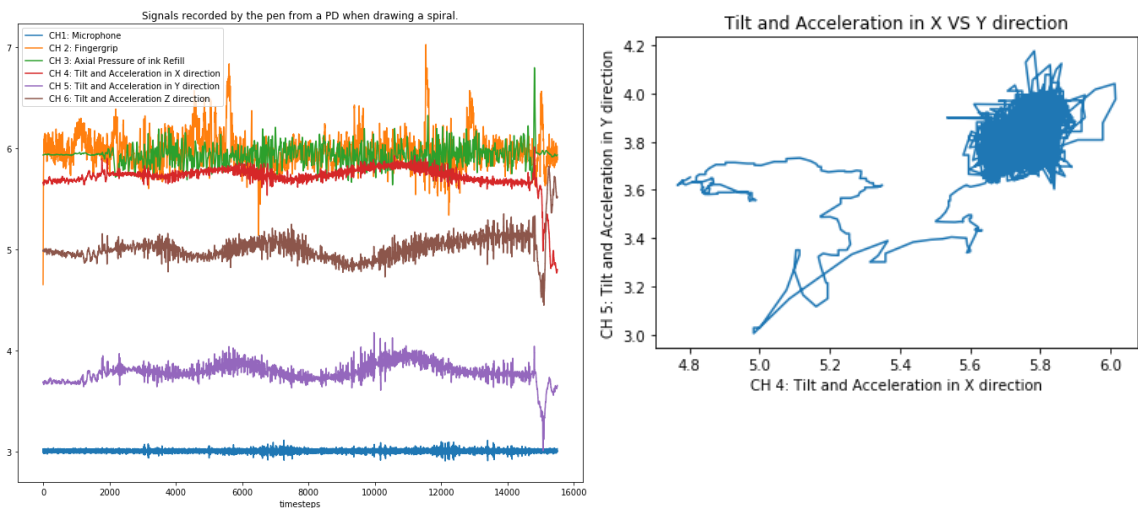 Signals recorded by the pen from a PD when drawing a spiral.
CH1: Microphone
CH 2: Fingergrip
CH 3: Axial Pressure of ink Refill
CH 4: Tilt and Acceleration in X direction
CH 5: Tilt and Acceleration in Y direction
CH 6: Tilt and Acceleration Z direction
7
6
5
4
3
0 2000 4000 6000 8000 10000 12000 14000 16000
timesteps
Tilt and Acceleration in X VS Y direction
CH 5: Tilt and Acceleration in Y direction
4.2
4.0
3.8
3.6
3.4
3.2
3.0
4.8 5.0 5.2 5.4 5.6 5.8 6.0
CH 4: Tilt and Acceleration in X direction